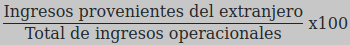 Ingresos provenientes del extranjero
Total de ingresos operacionales x100